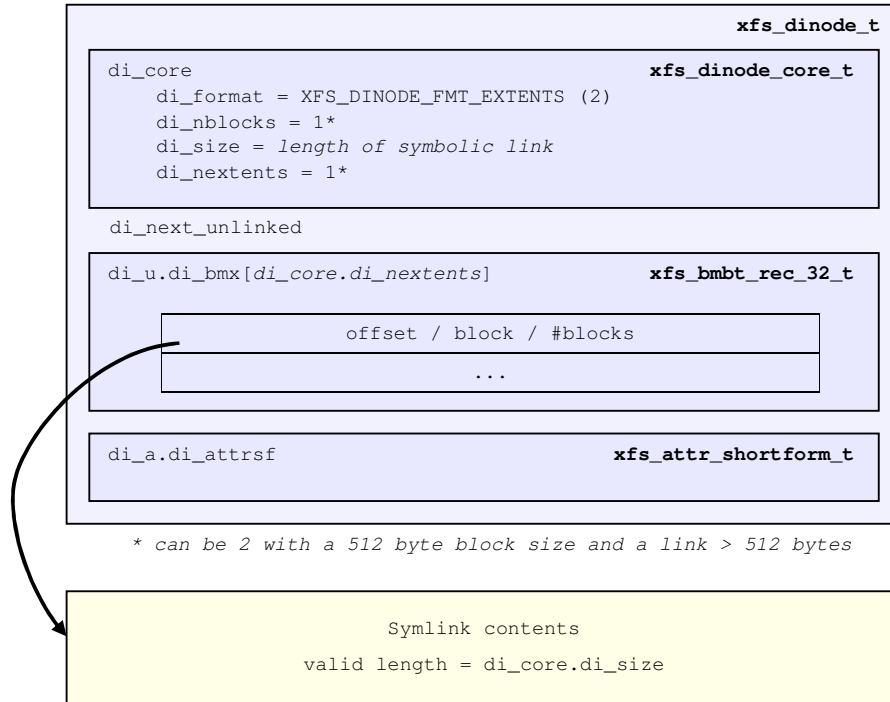 xfs_dinode_t
di_core xfs_dinode_core_t
di_format = XFS_DINODE_FMT_EXTENTS (2)
di_nblocks = 1*
di_size = length of symbolic link
di_nextents = 1*
di_next_unlinked
di_u.di_bmx[di_core.di_nextents] xfs_bmbt_rec_32_t
offset / block / #blocks
...
di_a.di_attrsf xfs_attr_shortform_t
* can be 2 with a 512 byte block size and a link > 512 bytes
Symlink contents
valid length = di_core.di_size